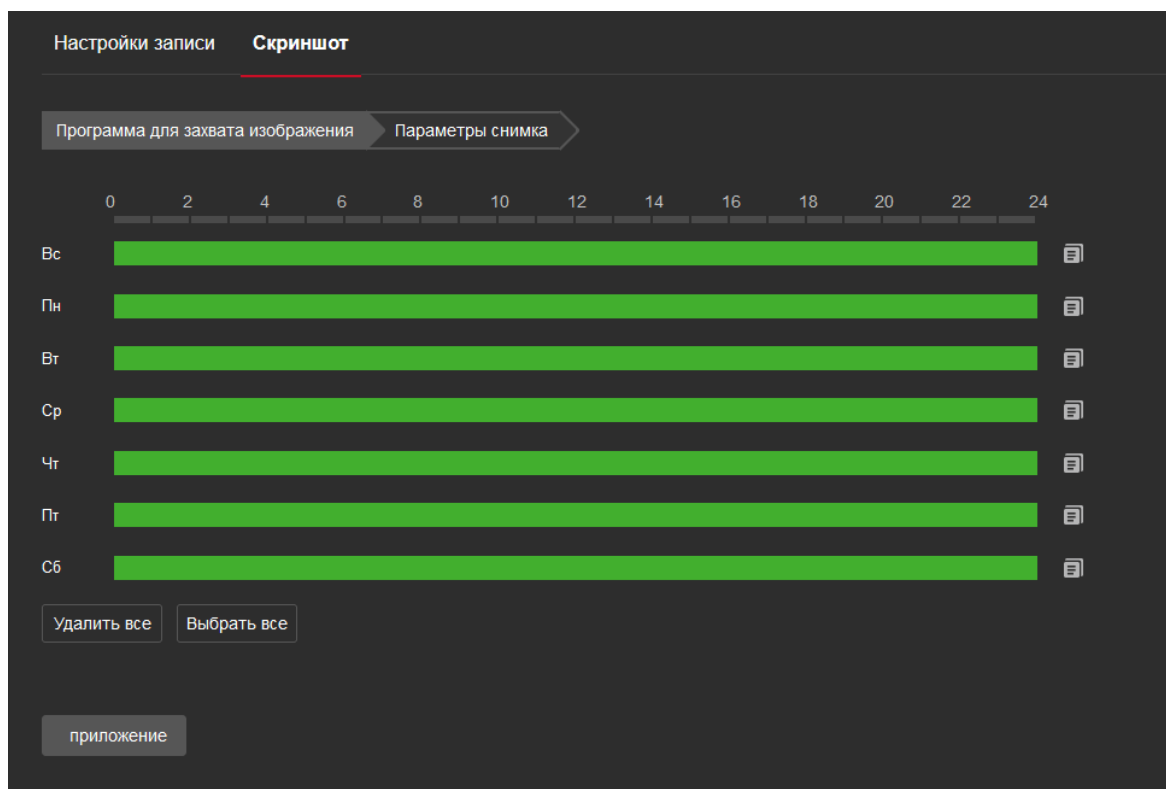 Настройки записи Скриншот
Программа для захвата изображения Параметры снимка
0 2 4 6 8 10 12 14 16 18 20 22 24
Вс
Пн
Вт
Ср
Чт
Пт
Сб
Удалить все Выбрать все
приложение